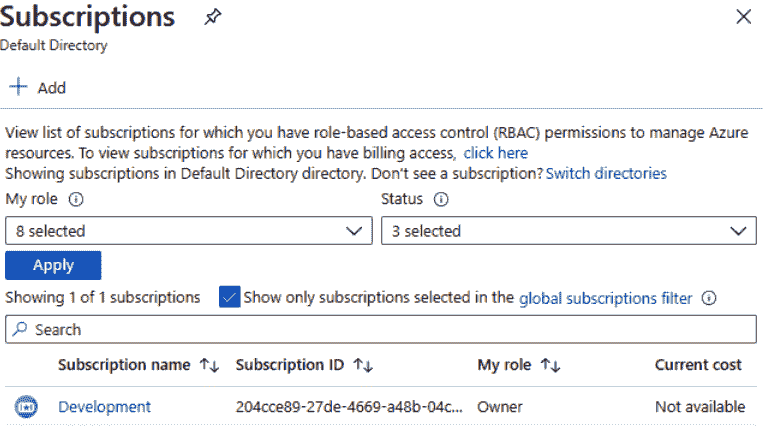 Subscriptions
Default Directory
Add
View list of subscriptions for which you have role-based access control (RBAC) permissions to manage Azure
resources. To view subscriptions for which you have billing access, click here
Showing subscriptions in Default Directory directory. Don't see a subscription? Switch directories
My role Status
8 selected 3 selected
Apply
Showing 1 of 1 subscriptions Show only subscriptions selected in the global subscriptions filter
Search
Subscription name Subscription ID My role Current cost
Development 204cce89-27de-4669-a48b-04c... Owner Not available